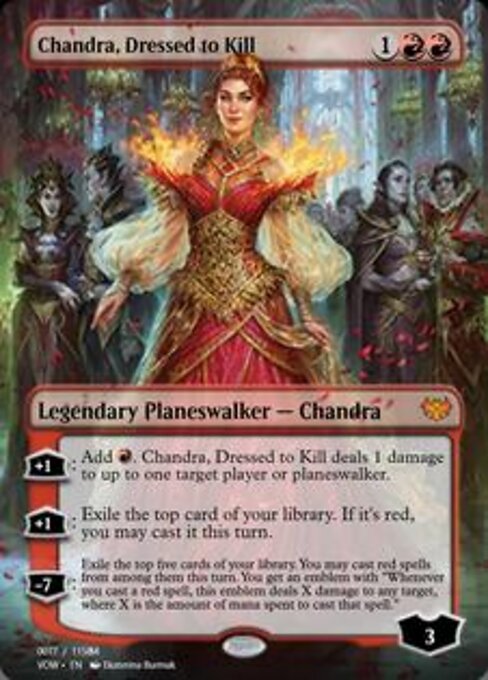 Chandra, Dressed to Kill 1
Legendary Planeswalker — Chandra
+1: Add. Chandra, Dressed to Kill deals 1 damage
to up to one target player or planeswalker.
+1: Exile the top card of your library. If it's red,
you may cast it this turn.
Exile the top five cards of your library. You may cast red spells
from among them this turn. You get an emblem with "Whenever
-7: you cast a red spell, this emblem deals X damage to any target,
where X is the amount of mana spent to cast that spell."
3
VOW • EN